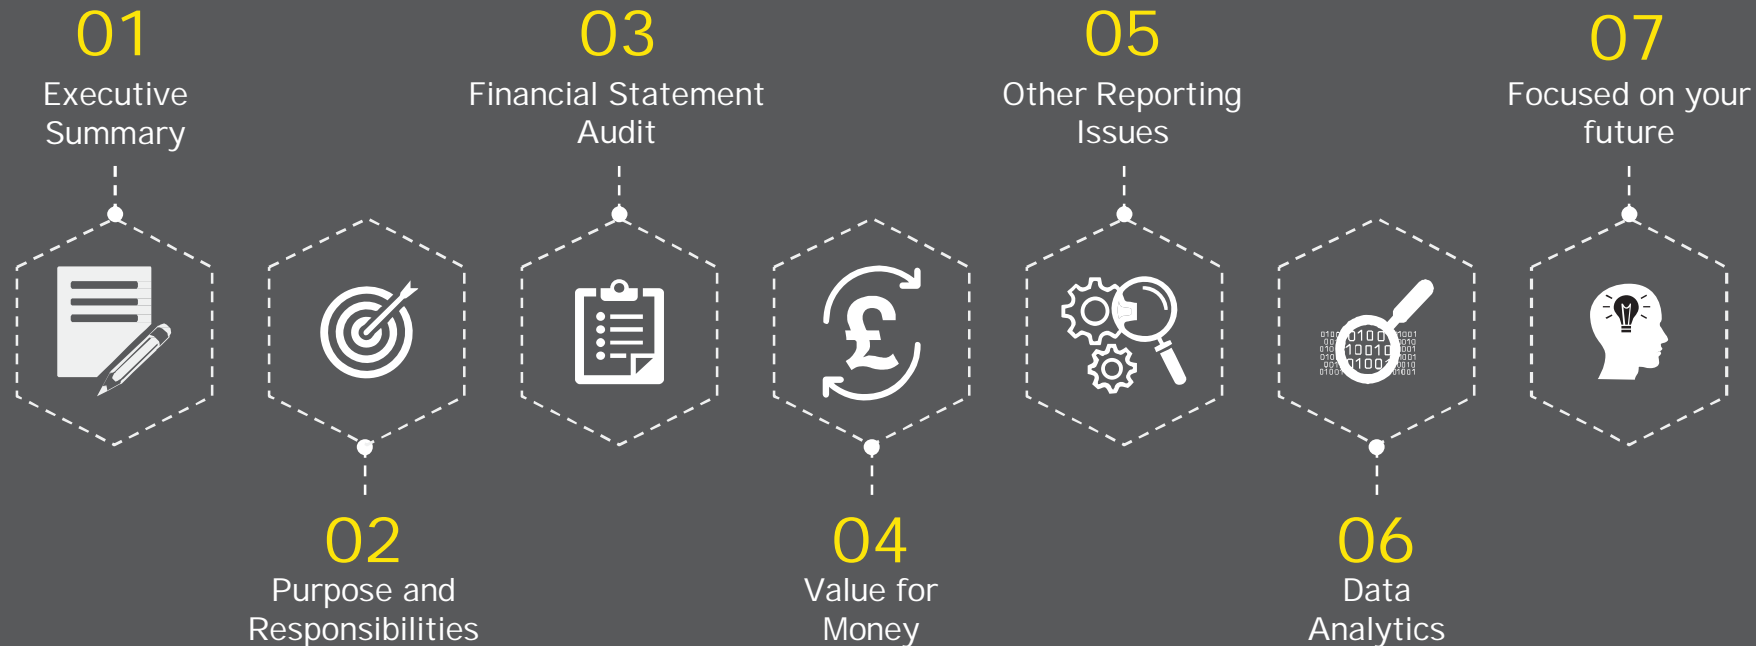 01
Executive
Summary
02
Purpose and
Responsibilities
03
Financial Statement
Audit
04
Value for
Money
05
Other Reporting
Issues
06
Data
Analytics
07
Focused on your
future
£